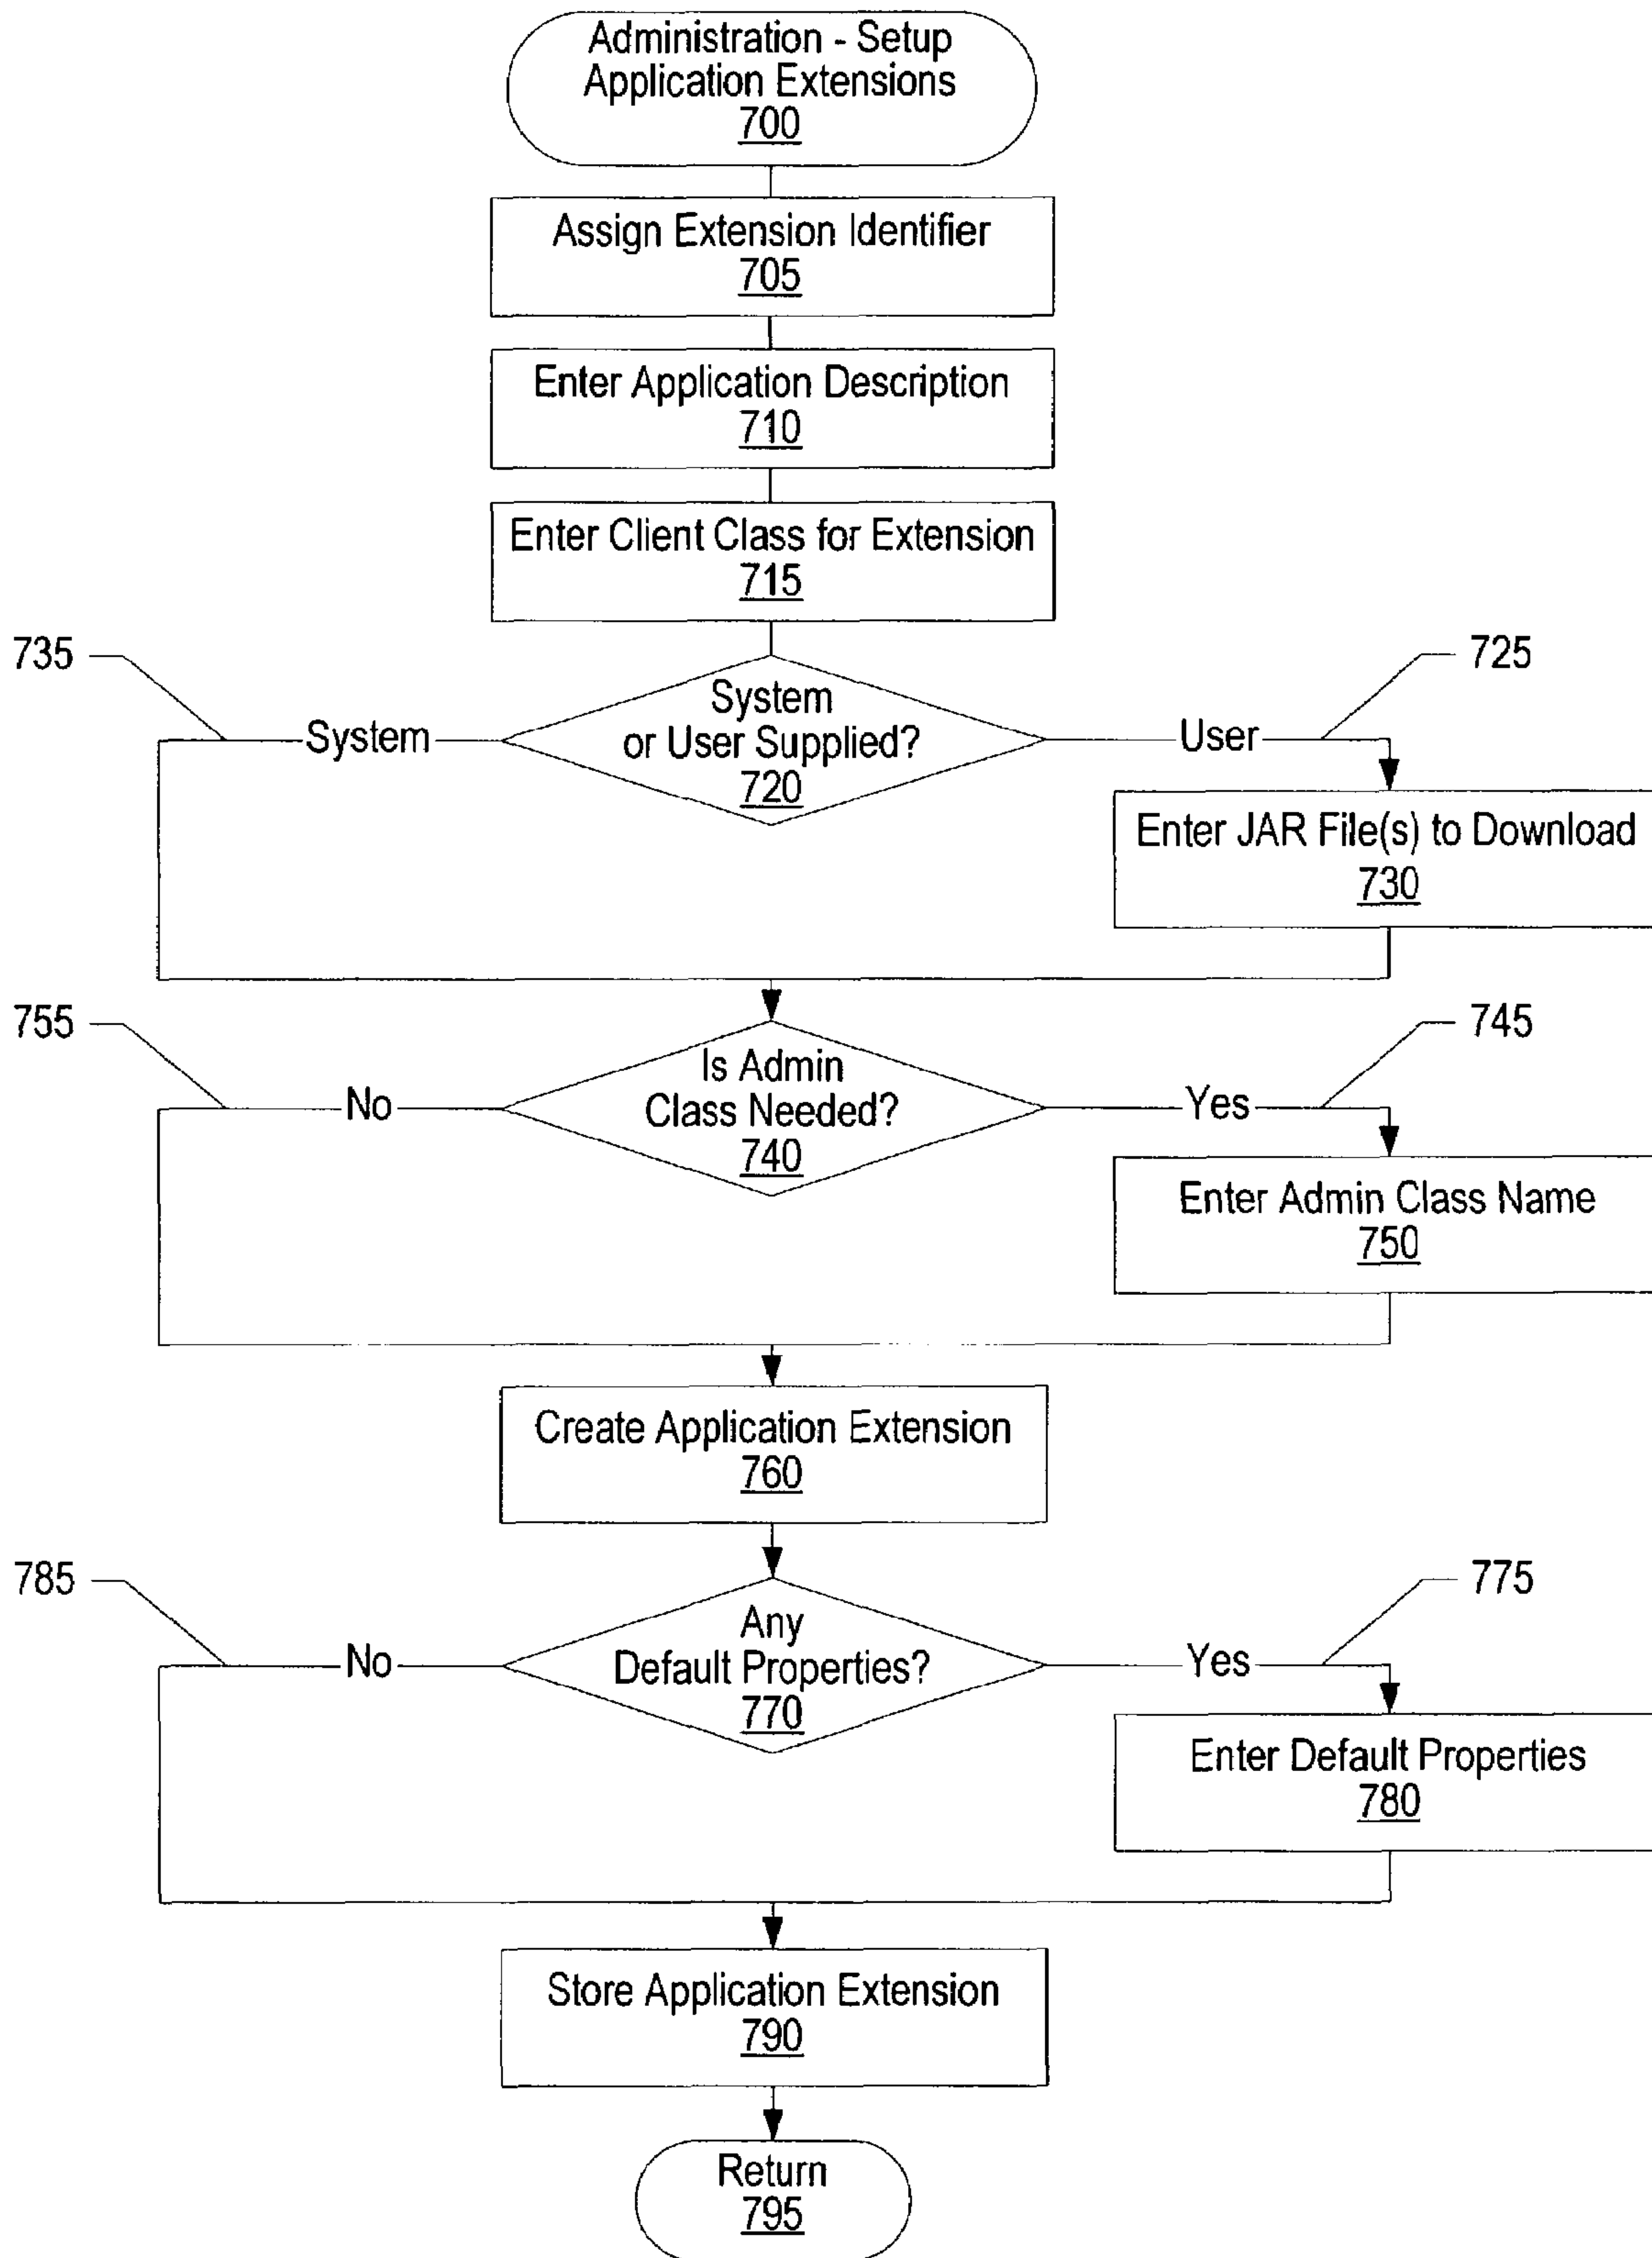 Administration - Setup
Application Extensions
700
Assign Extension Identifier
705
Enter Application Description
710
Enter Client Class for Extension
715
735
725
System
or User Supplied?
720
System
User
Enter JAR File(s) to Download
730
755
745
Is Admin
Class Needed?
740
No
Yes
Enter Admin Class Name
750
Create Application Extension
760
785
775
Any
Default Properties?
770
No
Yes
Enter Default Properties
780
Store Application Extension
790
Return
795